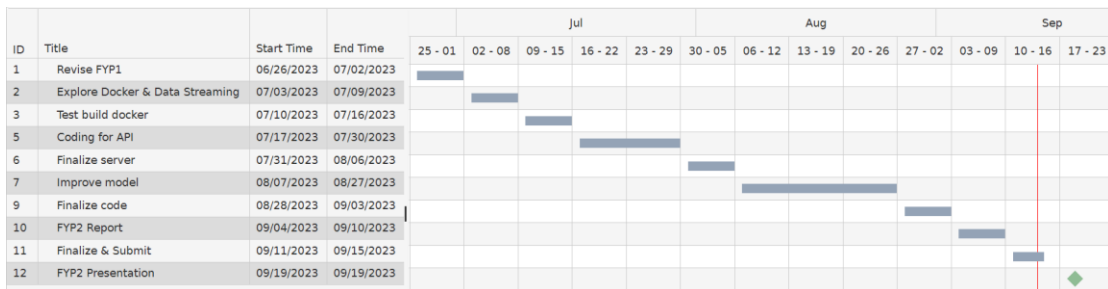 Jul Aug Sep
ID Title Start Time End Time 25 - 01 02 - 08 09 - 15 16 - 22 23 - 29 30 - 05 06 - 12 13 - 19 20 - 26 27 - 02 03 - 09 10 - 16 17 - 23
1 Revise FYP1 06/26/2023 07/02/2023
2 Explore Docker & Data Streaming 07/03/2023 07/09/2023
3 Test build docker 07/10/2023 07/16/2023
5 Coding for API 07/17/2023 07/30/2023
6 Finalize server 07/31/2023 08/06/2023
7 Improve model 08/07/2023 08/27/2023
9 Finalize code 08/28/2023 09/03/2023
10 FYP2 Report 09/04/2023 09/10/2023
11 Finalize & Submit 09/11/2023 09/15/2023
12 FYP2 Presentation 09/19/2023 09/19/2023